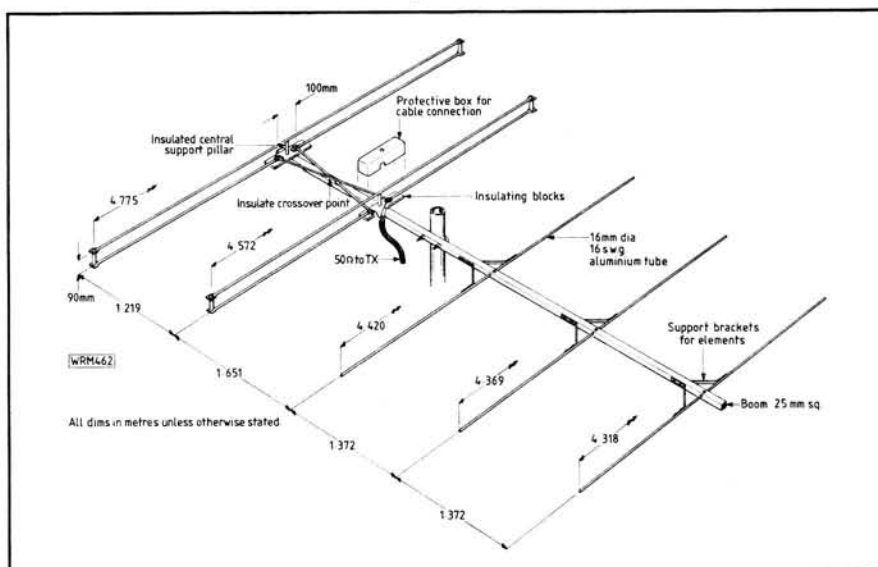 100mm
Protective box for
cable connection
Insulated central
support pillar
Insulate crossover point
Insulating blocks
4 775
4 572
50Ω to TX
16mm dia
16 swg
aluminium tube
90mm
1 219
4 420
Support brackets
for elements
WRM462
1 651
4 369
Boom 25 mm sq.
All dims in metres unless otherwise stated
4 318
1 372
1 372